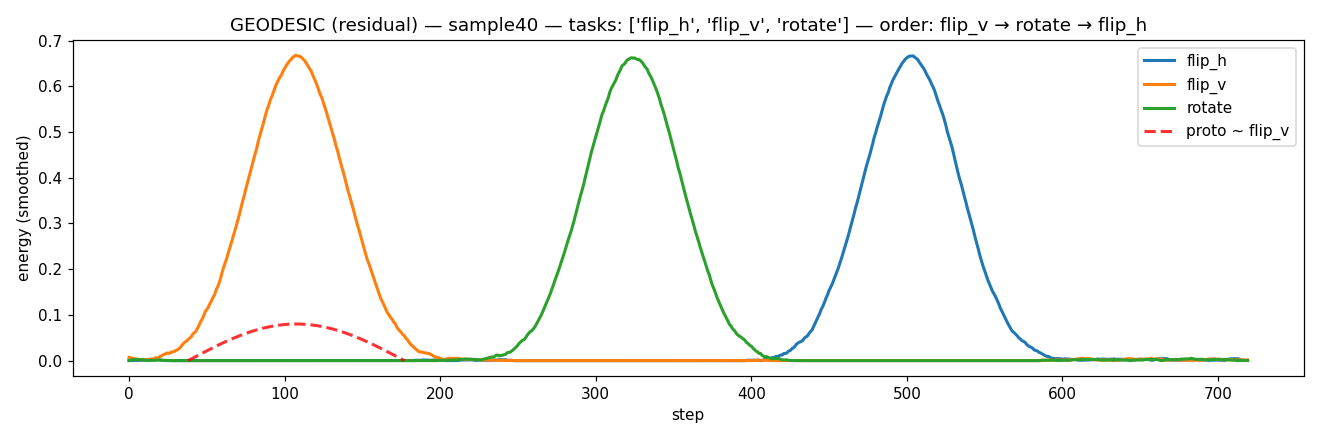 GEODESIC (residual) — sample40 — tasks: ['flip_h', 'flip_v', 'rotate'] — order: flip_v → rotate → flip_h
energy (smoothed)
0.7
0.6
0.5
0.4
0.3
0.2
0.1
0.0
flip_h
flip_v
rotate
proto ~ flip_v
0 100 200 300 400 500 600 700
step